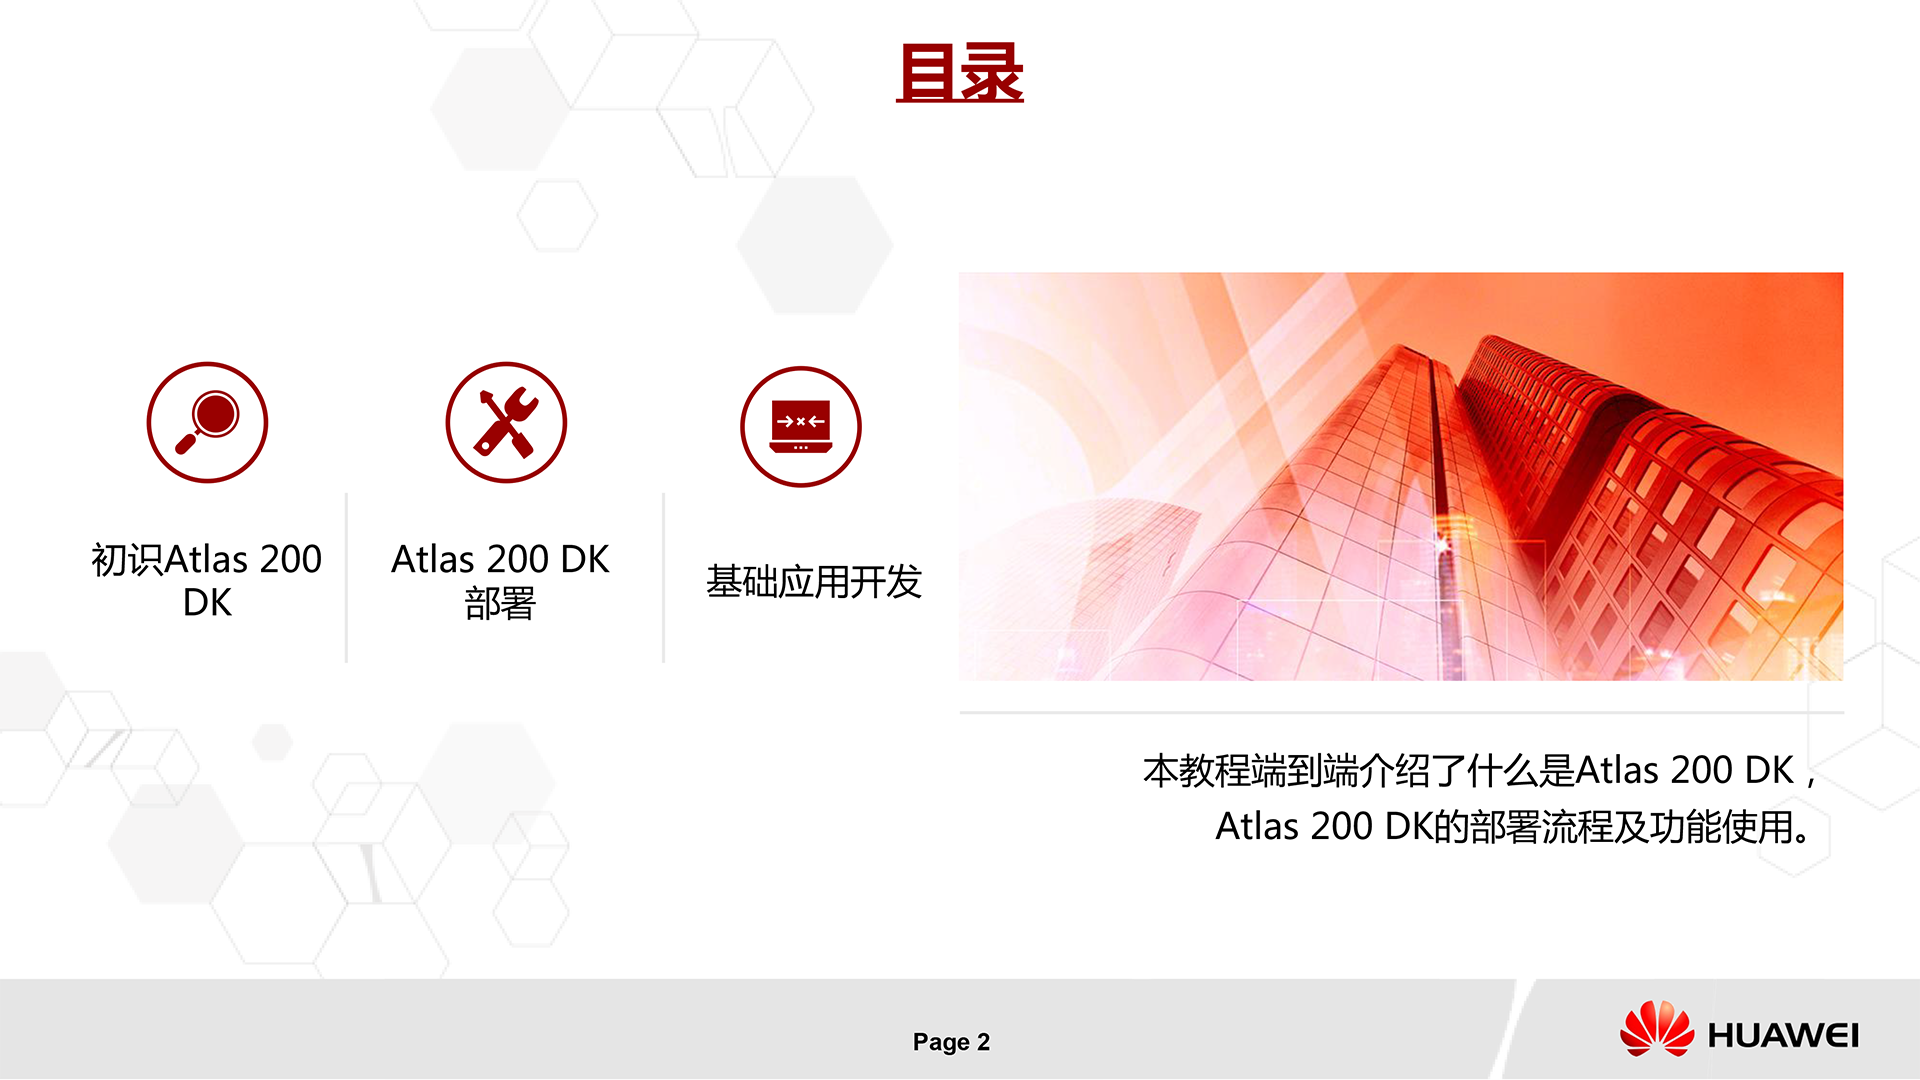 目录
初识Atlas 200
DK
Atlas 200 DK
部署
基础应用开发
本教程端到端介绍了什么是Atlas 200 DK，
Atlas 200 DK的部署流程及功能使用。
Page 2
HUAWEI